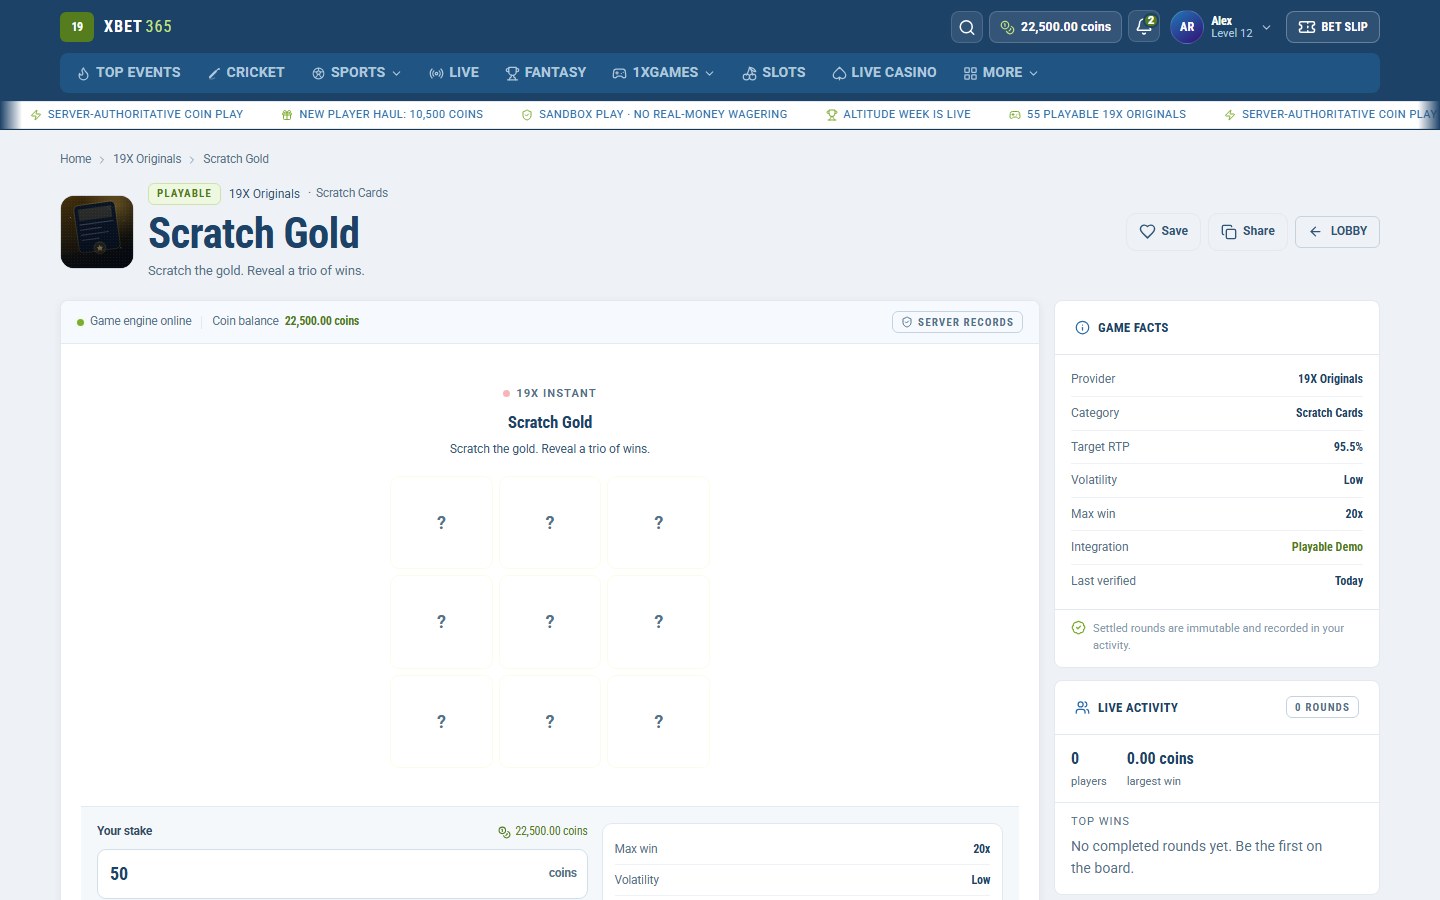 19 XBET 365
22,500.00 coins
2
AR
Alex
Level 12
BET SLIP
TOP EVENTS CRICKET SPORTS LIVE FANTASY 1XGAMES SLOTS LIVE CASINO MORE
SERVER-AUTHORITATIVE COIN PLAY NEW PLAYER HAUL: 10,500 COINS SANDBOX PLAY · NO REAL-MONEY WAGERING ALTITUDE WEEK IS LIVE 55 PLAYABLE 19X ORIGINALS SERVER-AUTHORITATIVE COIN PLAY
Home > 19X Originals > Scratch Gold
PLAYABLE 19X Originals · Scratch Cards
Scratch Gold
Scratch the gold. Reveal a trio of wins.
Save
Share
LOBBY
Game engine online Coin balance 22,500.00 coins
SERVER RECORDS
19X INSTANT
Scratch Gold
Scratch the gold. Reveal a trio of wins.
? ? ?
? ? ?
? ? ?
Your stake 22,500.00 coins
50 coins
Max win 20x
Volatility Low
GAME FACTS
Provider 19X Originals
Category Scratch Cards
Target RTP 95.5%
Volatility Low
Max win 20x
Integration Playable Demo
Last verified Today
Settled rounds are immutable and recorded in your
activity.
LIVE ACTIVITY 0 ROUNDS
0 0.00 coins
players largest win
TOP WINS
No completed rounds yet. Be the first on
the board.